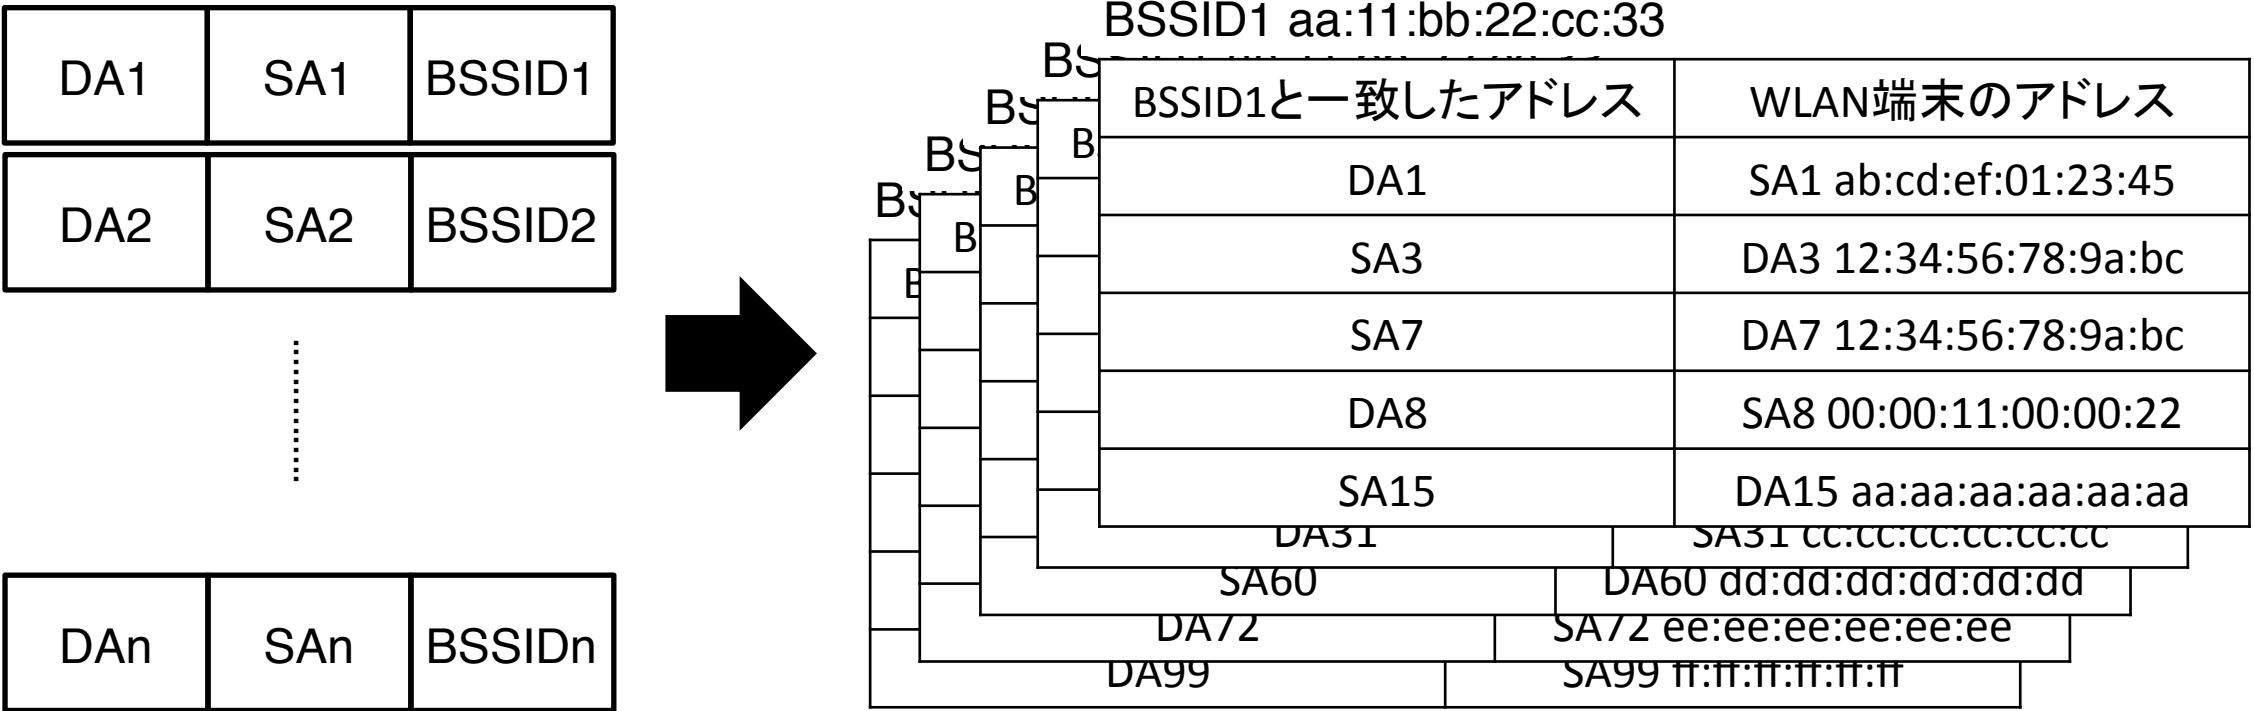 DA1 SA1 BSSID1
DA2 SA2 BSSID2
DAn SAn BSSIDn
BSSID1 aa:11:bb:22:cc:33
BSSID1と一致したアドレス WLAN端末のアドレス
DA1 SA1 ab:cd:ef:01:23:45
SA3 DA3 12:34:56:78:9a:bc
SA7 DA7 12:34:56:78:9a:bc
DA8 SA8 00:00:11:00:00:22
SA15 DA15 aa:aa:aa:aa:aa:aa
DA31 SA31 cc:cc:cc:cc:cc:cc
SA60 DA60 dd:dd:dd:dd:dd:dd
DA72 SA72 ee:ee:ee:ee:ee:ee
DA99 SA99 ff:ff:ff:ff:ff:ff